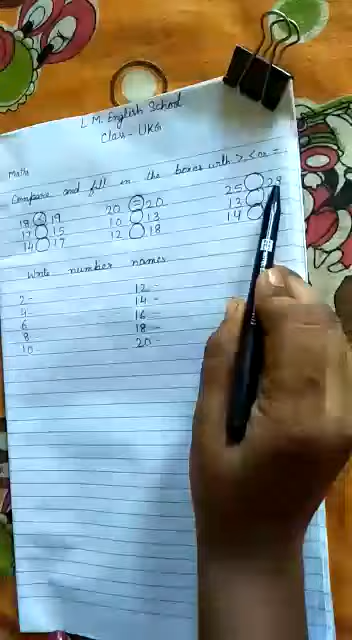 L. M. English School
Class - UKG
Maths
Compare and fill in the boxes with > < or =
18 < 19 20 = 20 25 28
17 15 10 13 13
14 17 12 18 14
Write number names
2 - 12 -
4 - 14 -
6 16 -
8 18 -
10 20 -